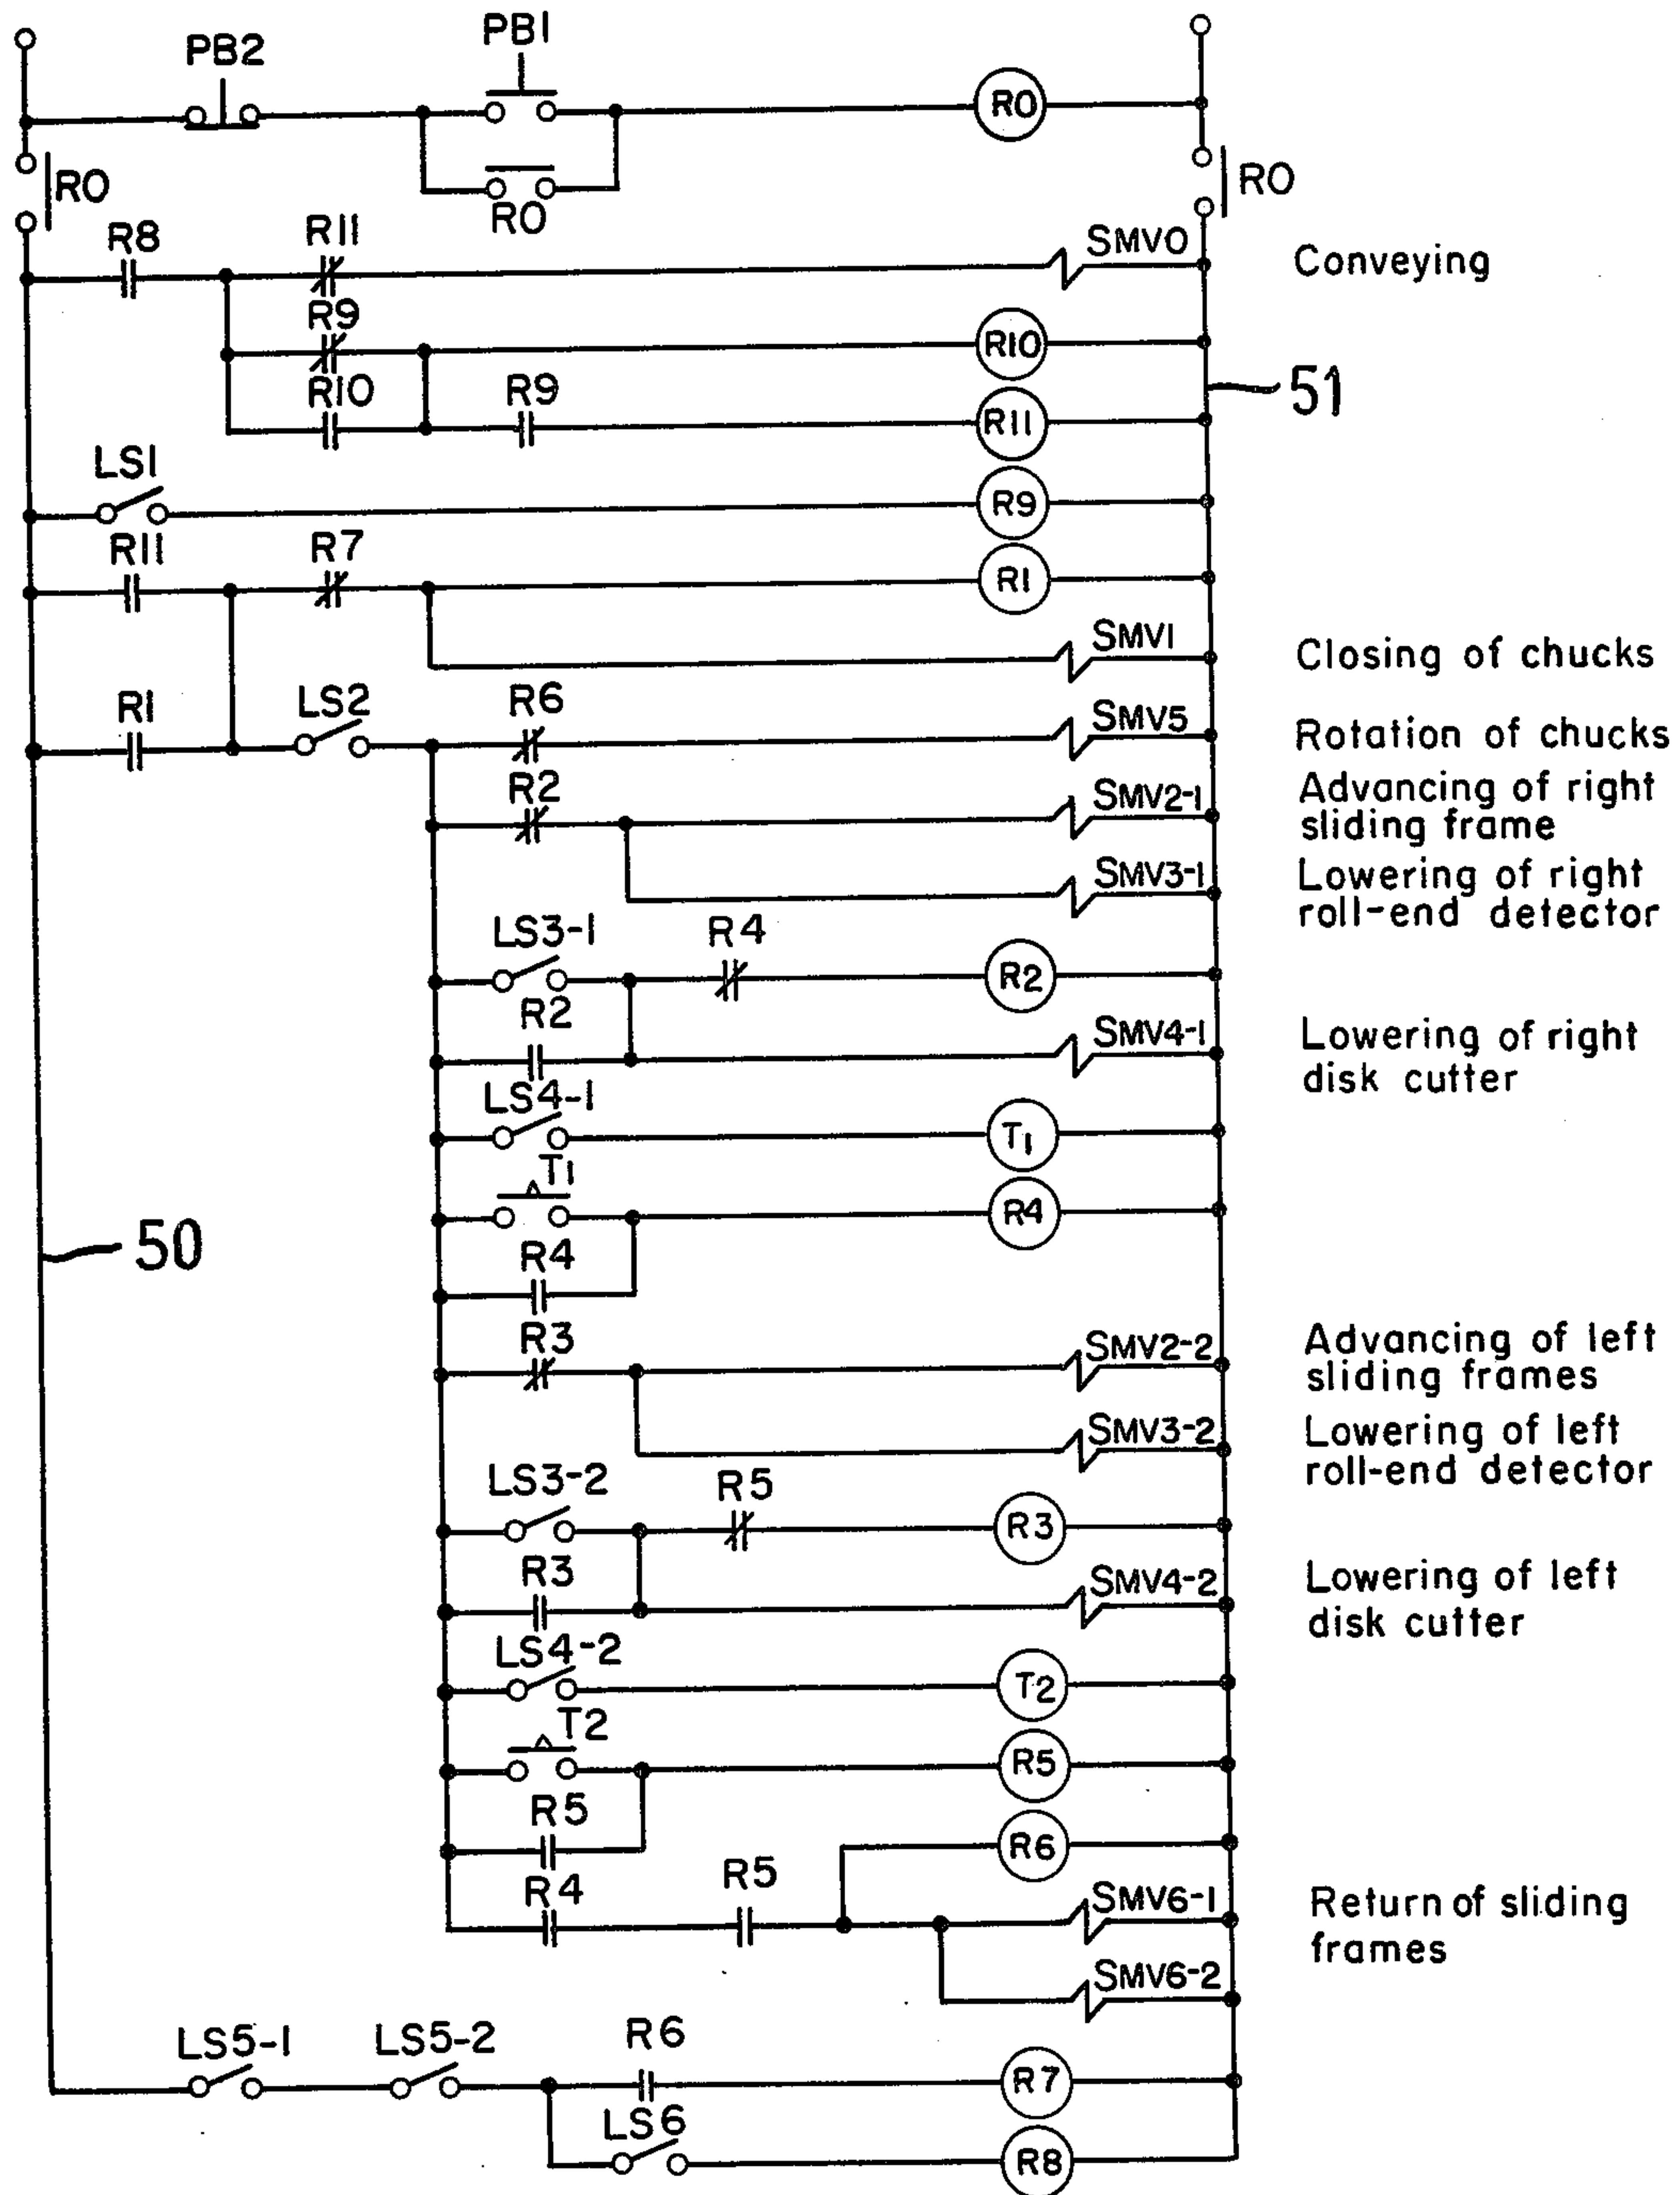 PB2
PB1
R0
R0
R0
R0
R8
R11
SMV0
Conveying
R9
R10
R10
R9
R11
51
LS1
R9
R11
R7
R1
SMV1
Closing of chucks
R1
LS2
R6
SMV5
Rotation of chucks
R2
SMV2-1
Advancing of right
sliding frame
SMV3-1
Lowering of right
roll-end detector
LS3-1
R4
R2
R2
SMV4-1
Lowering of right
disk cutter
LS4-1
T1
T1
R4
50
R4
R3
SMV2-2
Advancing of left
sliding frames
SMV3-2
Lowering of left
roll-end detector
LS3-2
R5
R3
R3
SMV4-2
Lowering of left
disk cutter
LS4-2
T2
T2
R5
R5
R6
R4
R5
SMV6-1
Return of sliding
frames
SMV6-2
LS5-1
LS5-2
R6
R7
LS6
R8